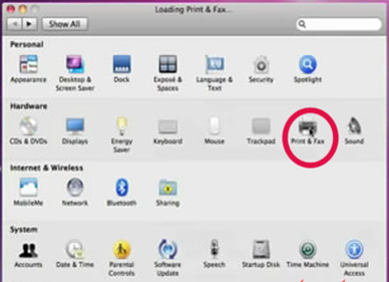 Loading Print & Fax...
Show All
Personal
Appearance Desktop & Screen Saver Dock Exposé & Spaces Language & Text Security Spotlight
Hardware
CDs & DVDs Displays Energy Saver Keyboard Mouse Trackpad Print & Fax Sound
Internet & Wireless
MobileMe Network Bluetooth Sharing
System
Accounts Date & Time Parental Controls Software Update Speech Startup Disk Time Machine Universal Access